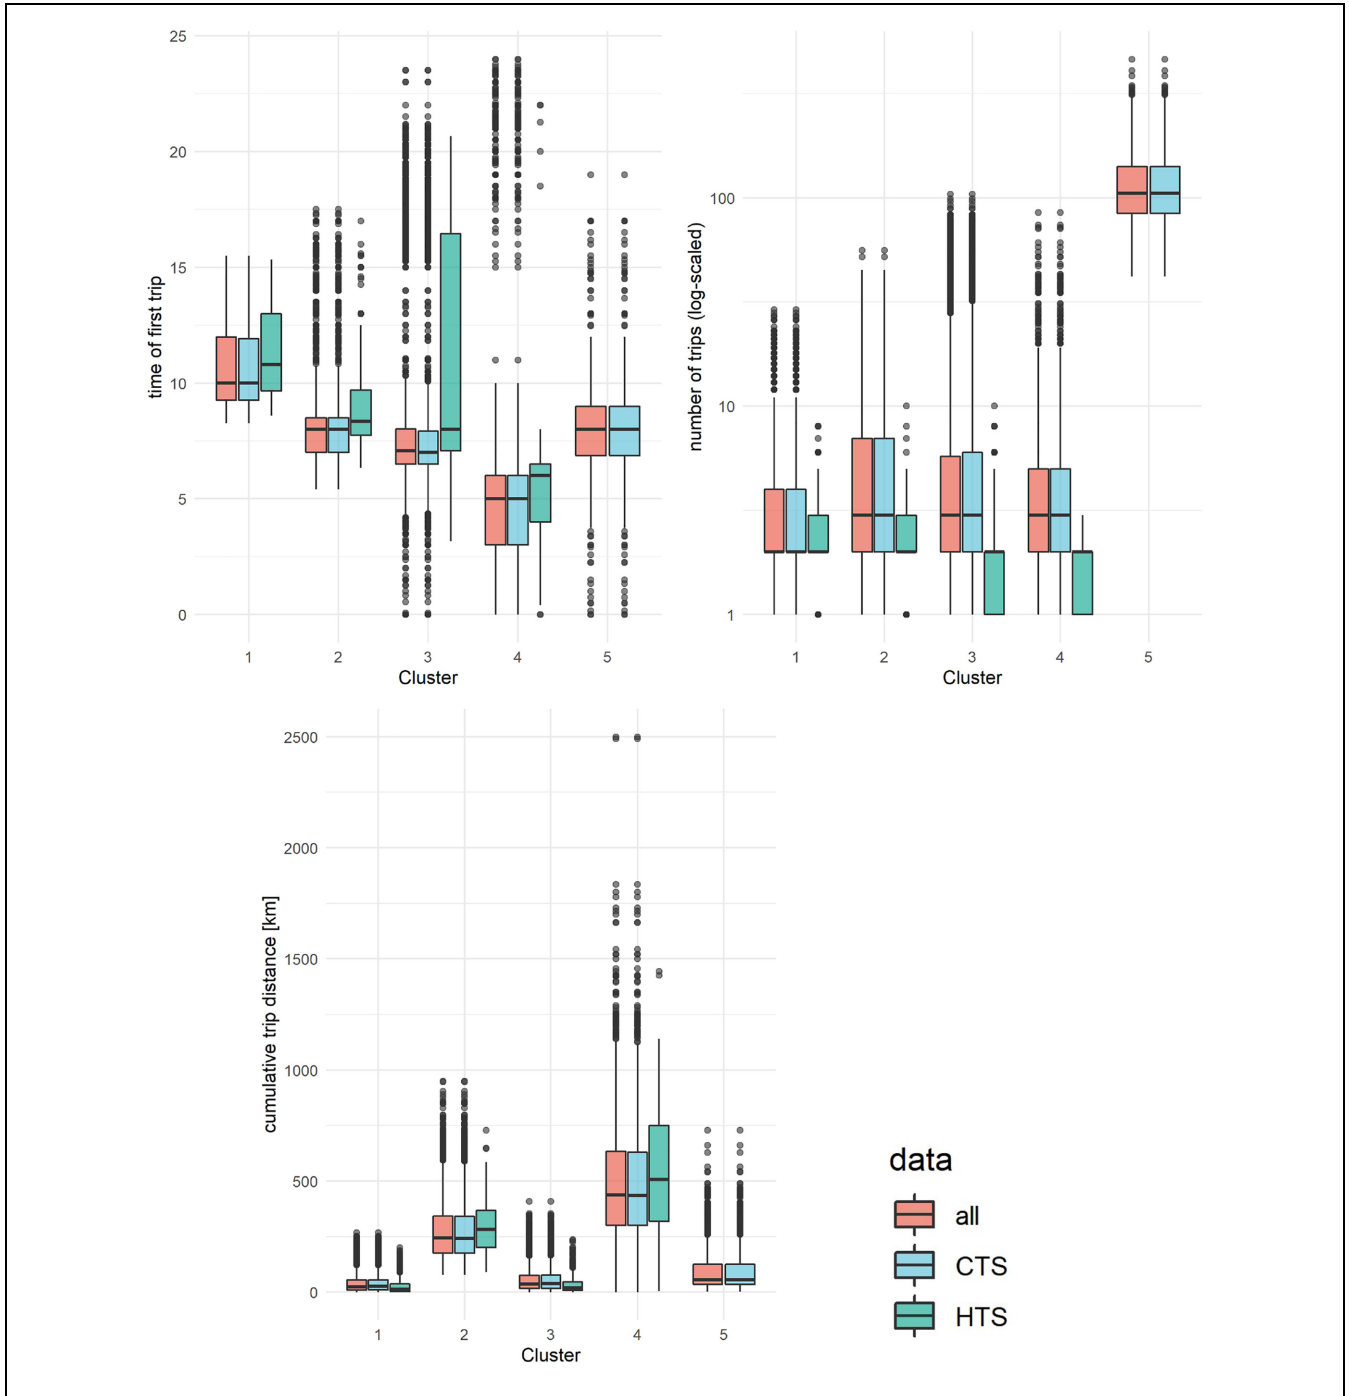 25
20
15
10
5
0
time of first trip
1 2 3 4 5
Cluster
100
10
1
number of trips (log-scaled)
1 2 3 4 5
Cluster
2500
2000
1500
1000
500
0
cumulative trip distance [km]
1 2 3 4 5
Cluster
data
all
CTS
HTS